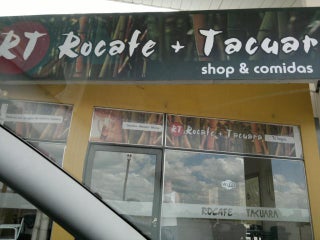 RT Rocafe + Tacuar
shop & comidas
RT Rocafe + Tacuara
ROCAFE TACUARA